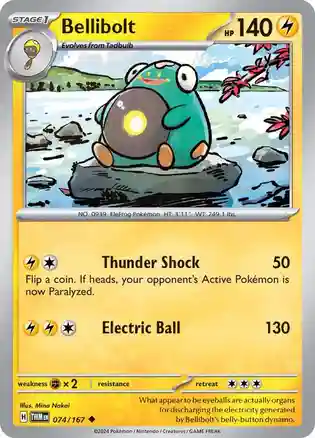 STAGE 1
Bellibolt
HP 140
Evolves from Tadbulb
NO. 0939 EleFrog Pokémon HT: 3'11" WT: 249.1 lbs.
Thunder Shock 50
Flip a coin. If heads, your opponent's Active Pokémon is
now Paralyzed.
Electric Ball 130
weakness ×2 resistance retreat
Illus. Mina Nakai
What appear to be eyeballs are actually organs
for discharging the electricity generated
by Bellibolt's belly-button dynamo.
H TWM EN 074/167
©2024 Pokémon / Nintendo / Creatures / GAME FREAK